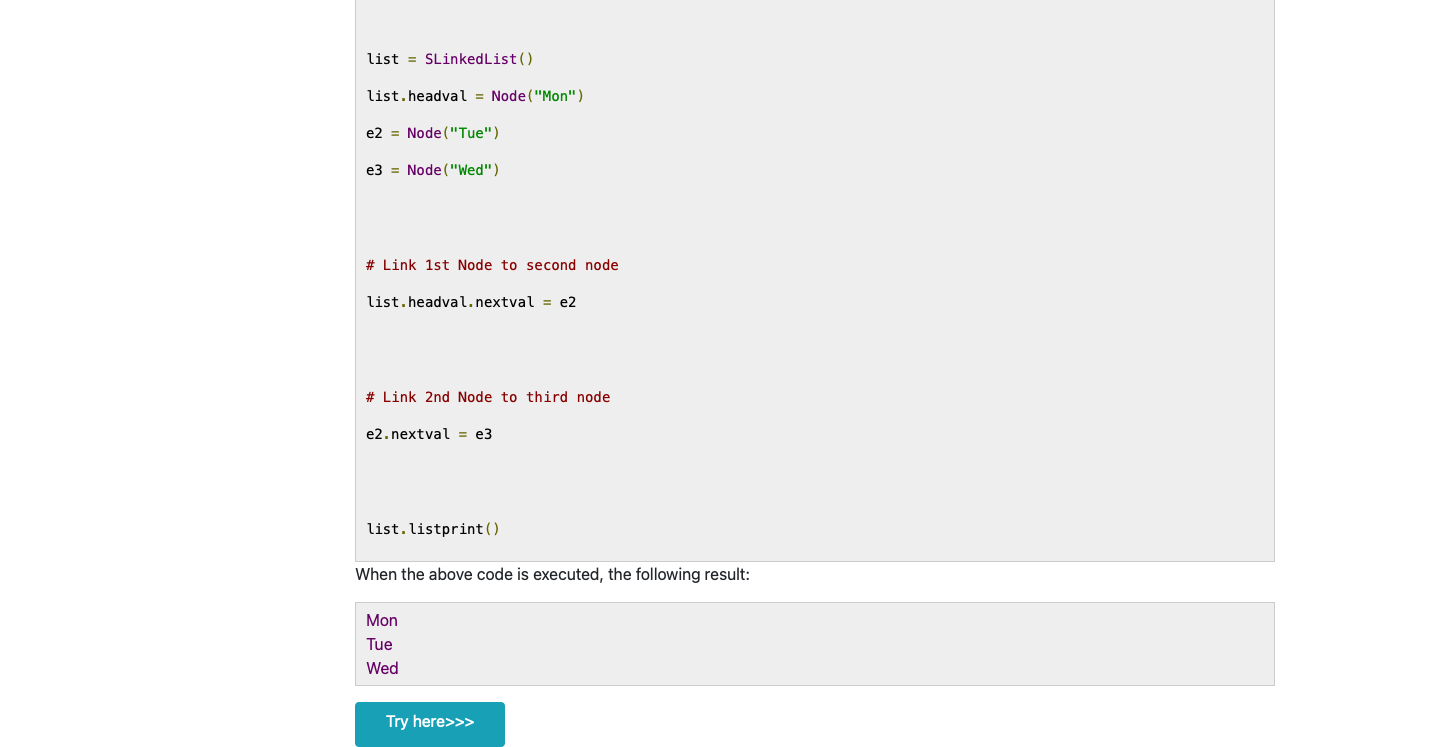 list = SLinkedList()
list.headval = Node("Mon")
e2 = Node("Tue")
e3 = Node("Wed")
# Link 1st Node to second node
list.headval.nextval = e2
# Link 2nd Node to third node
e2.nextval = e3
list.listprint()
When the above code is executed, the following result:
Mon
Tue
Wed
Try here>>>